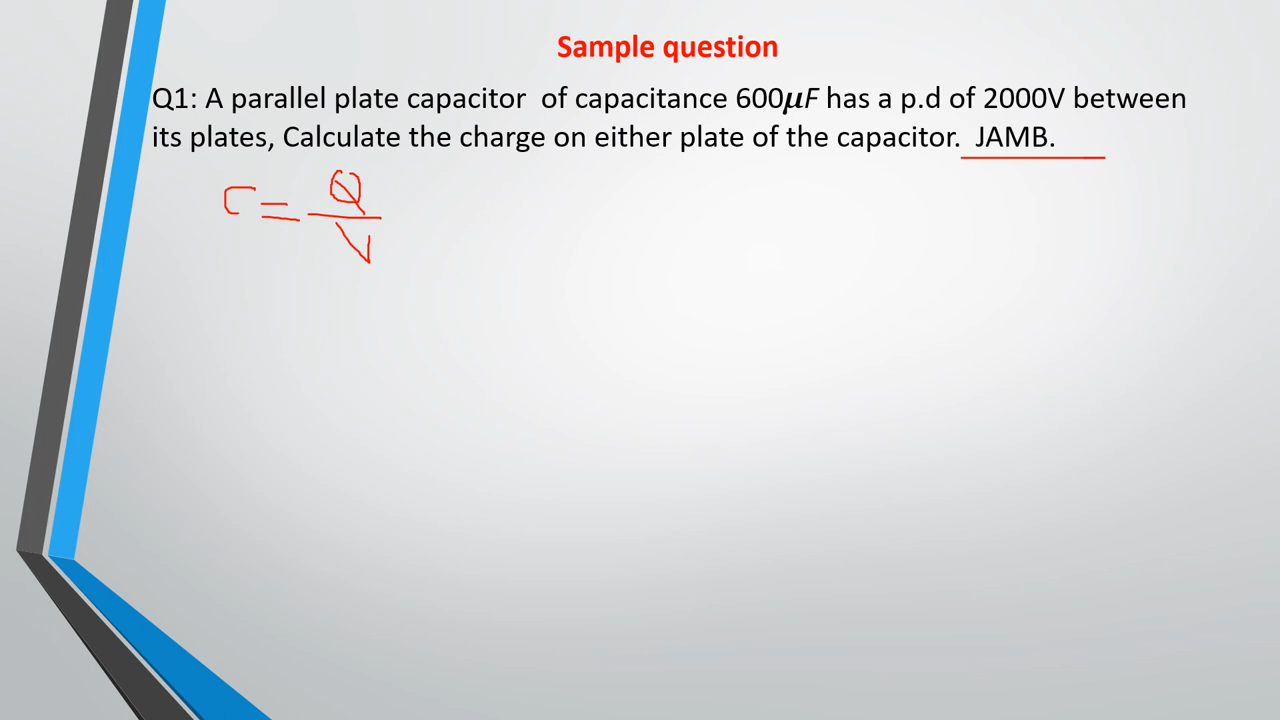 Sample question
Q1: A parallel plate capacitor of capacitance 600μF has a p.d of 2000V between
its plates, Calculate the charge on either plate of the capacitor. JAMB.
C = Q/V